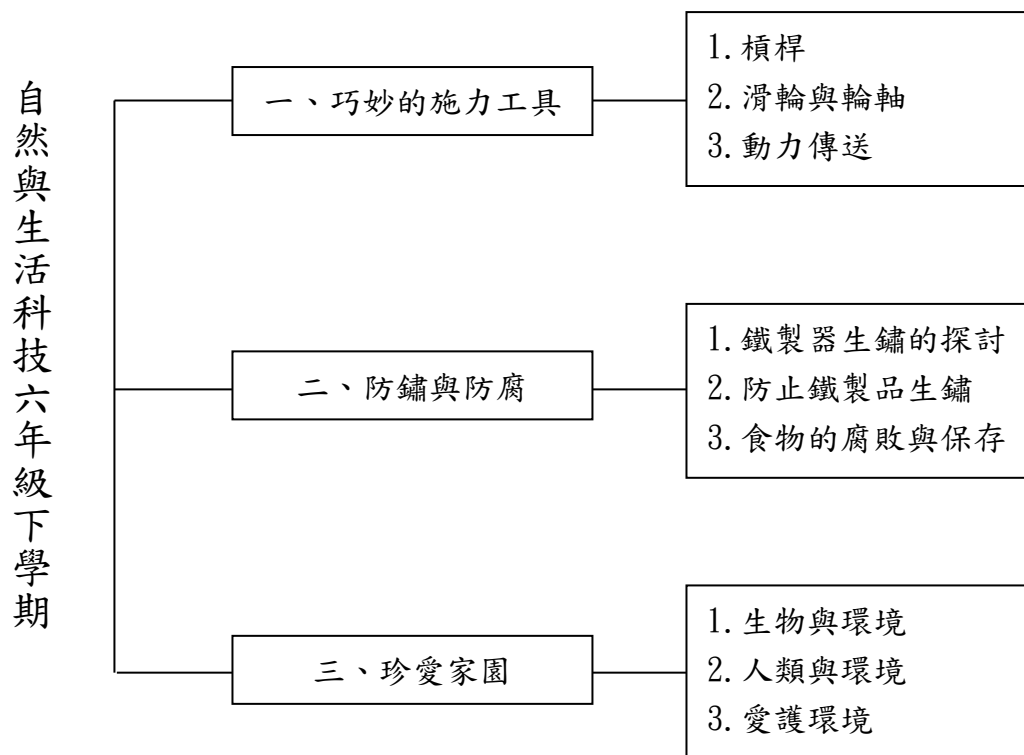 自然與生活科技六年級下學期
一、巧妙的施力工具
1.槓桿
2.滑輪與輪軸
3.動力傳送
二、防鏽與防腐
1.鐵製器生鏽的探討
2.防止鐵製品生鏽
3.食物的腐敗與保存
三、珍愛家園
1.生物與環境
2.人類與環境
3.愛護環境